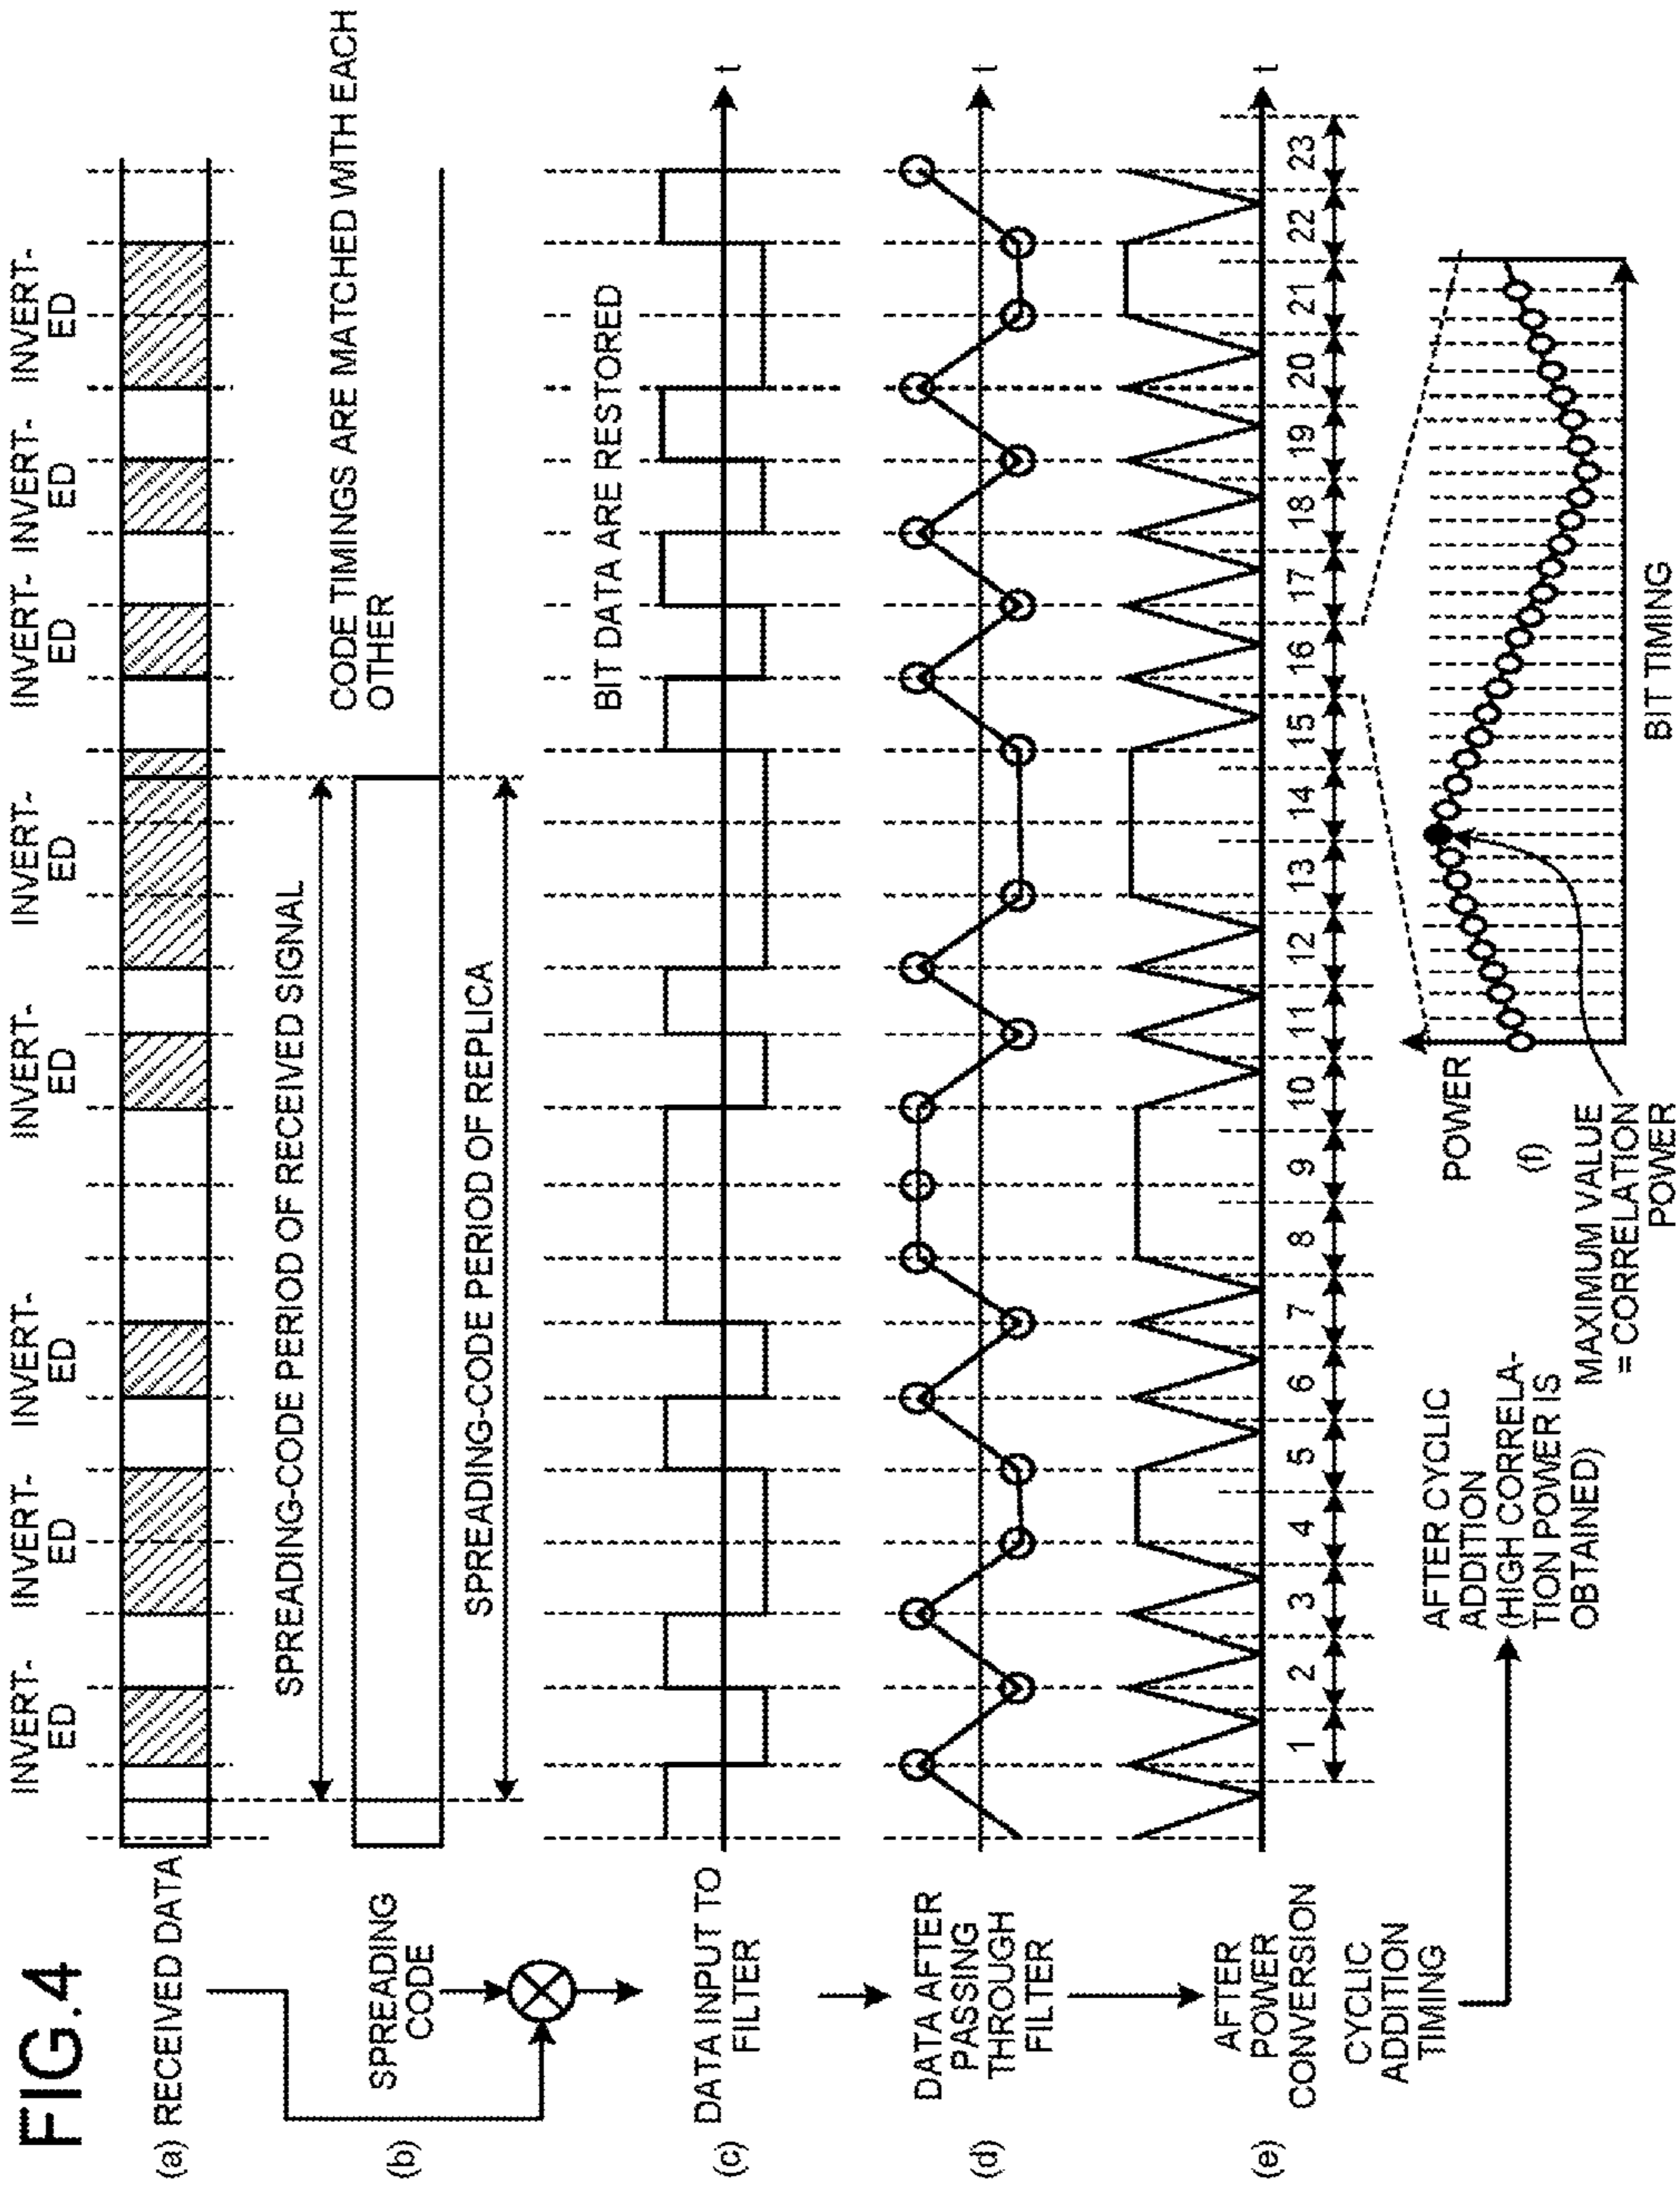 FIG.4
INVERT-
ED
INVERT-
ED
INVERT-
ED
INVERT-
ED
INVERT-
ED
INVERT-
ED
INVERT-
ED
INVERT-
ED
(a) RECEIVED DATA
SPREADING-CODE PERIOD OF RECEIVED SIGNAL
(b)
SPREADING
CODE
CODE TIMINGS ARE MATCHED WITH EACH
OTHER
SPREADING-CODE PERIOD OF REPLICA
BIT DATA ARE RESTORED
(c)
DATA INPUT TO
FILTER
t
(d)
DATA AFTER
PASSING
THROUGH
FILTER
t
(e)
AFTER
POWER
CONVERSION
t
CYCLIC
ADDITION
TIMING
1 2 3 4 5 6 7 8 9 10 11 12 13 14 15 16 17 18 19 20 21 22 23
AFTER CYCLIC
ADDITION
(HIGH CORRELA-
TION POWER IS
OBTAINED)
POWER
(f)
MAXIMUM VALUE
= CORRELATION
POWER
BIT TIMING